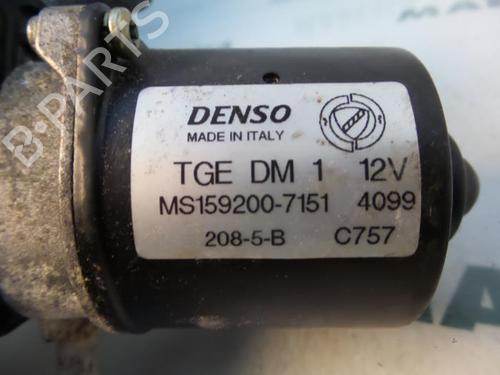 DENSO
MADE IN ITALY
TGE DM 1 12V
MS159200-7151 4099
208-5-B C757
B-PARTS